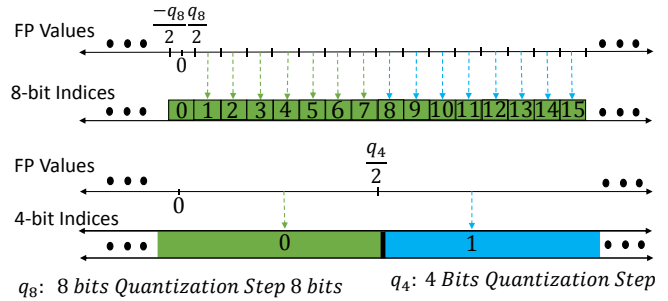 -q₈/2 q₈/2
FP Values
0
8-bit Indices
0 1 2 3 4 5 6 7 8 9 10 11 12 13 14 15
FP Values
q₄/2
0
4-bit Indices
0 1
q₈: 8 bits Quantization Step 8 bits
q₄: 4 Bits Quantization Step